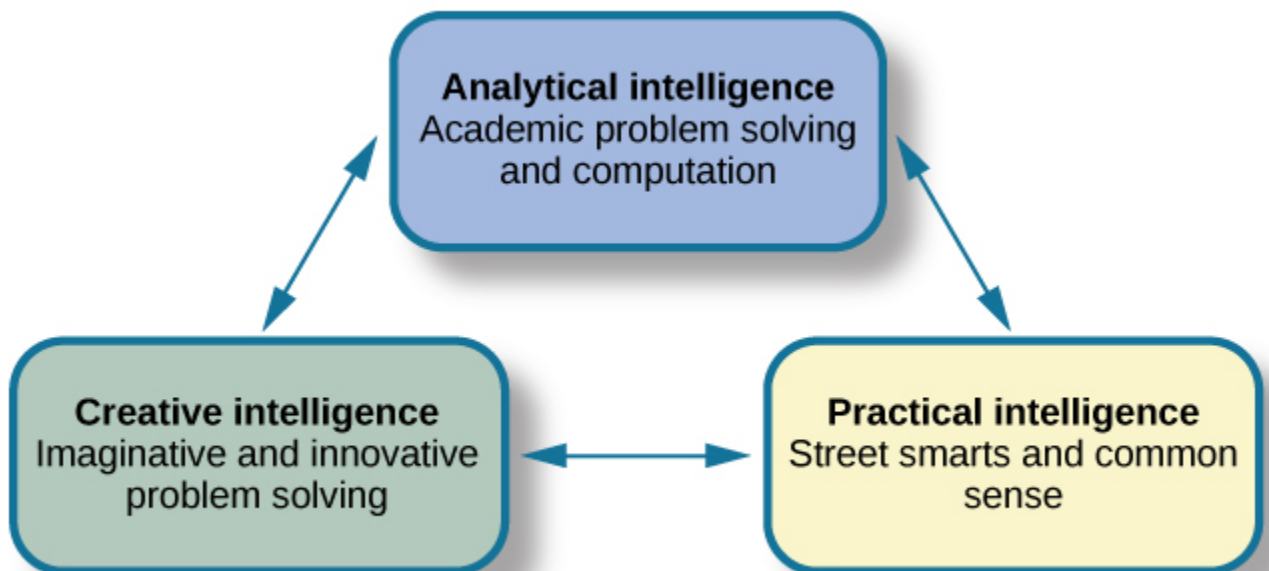 Analytical intelligence
Academic problem solving
and computation
Creative intelligence
Imaginative and innovative
problem solving
Practical intelligence
Street smarts and common
sense